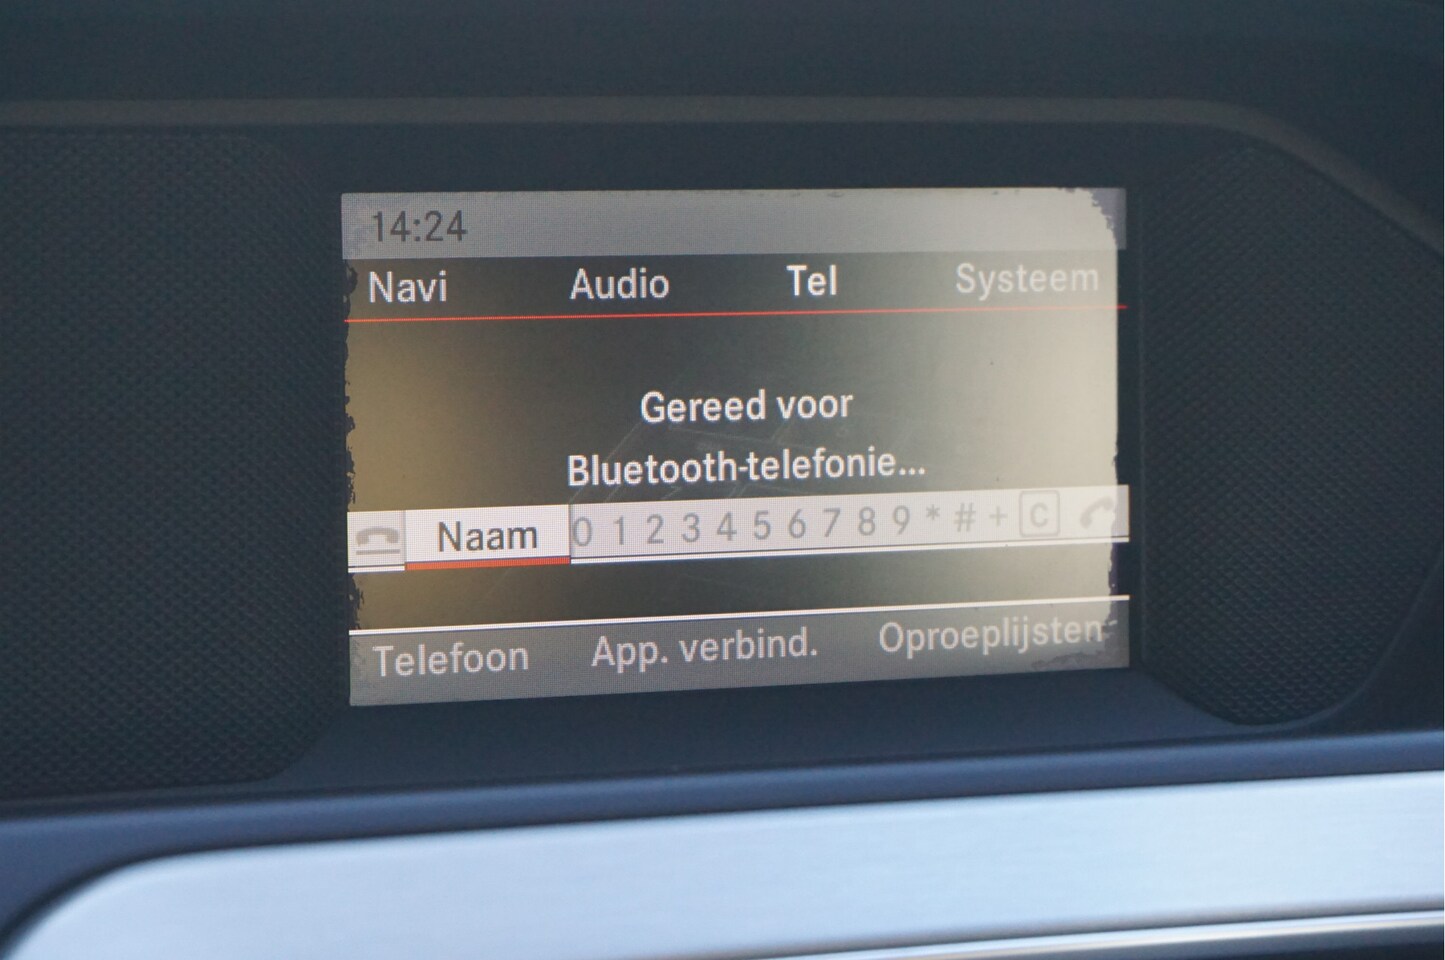 14:24
Navi Audio Tel Systeem
Gereed voor
Bluetooth-telefonie...
Naam 0 1 2 3 4 5 6 7 8 9 * # + C
Telefoon App. verbind. Oproeplijsten